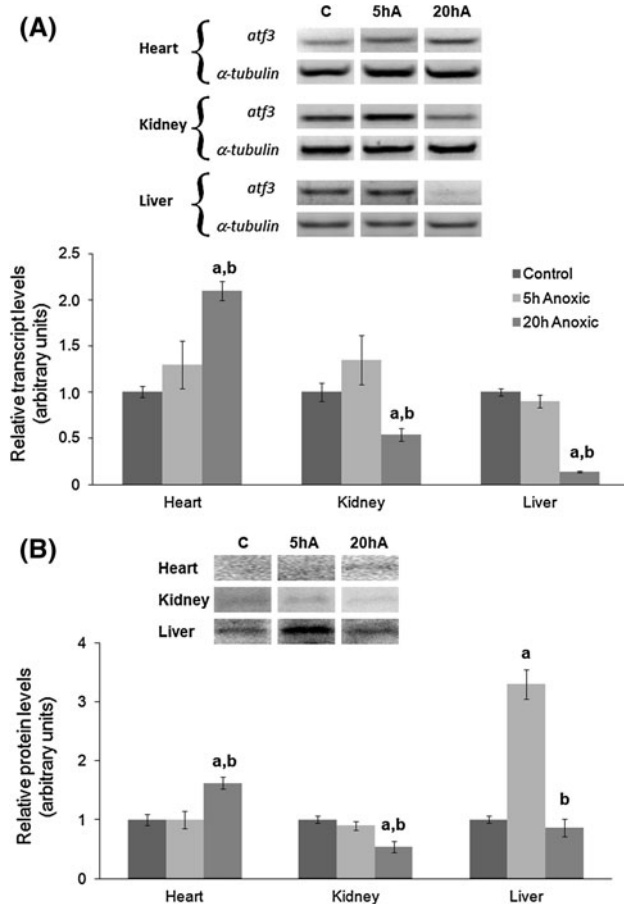 (A)
C 5hA 20hA
Heart { atf3
α-tubulin
Kidney { atf3
α-tubulin
Liver { atf3
α-tubulin
Relative transcript levels
(arbitrary units)
2.5
2.0
1.5
1.0
0.5
0
a,b
a,b
a,b
Control
5h Anoxic
20h Anoxic
Heart Kidney Liver
(B)
C 5hA 20hA
Heart
Kidney
Liver
Relative protein levels
(arbitrary units)
4
3
2
1
0
a,b
a,b
a
b
Heart Kidney Liver